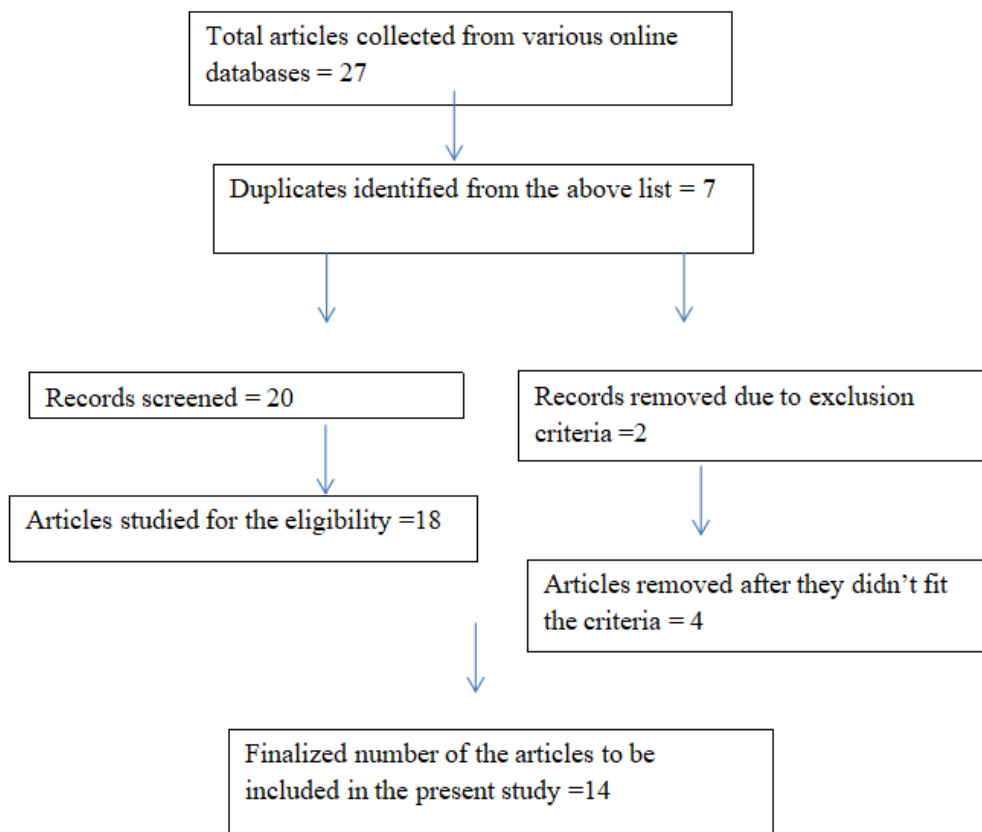 Total articles collected from various online
databases = 27
Duplicates identified from the above list = 7
Records screened = 20
Records removed due to exclusion
criteria =2
Articles studied for the eligibility =18
Articles removed after they didn’t fit
the criteria = 4
Finalized number of the articles to be
included in the present study =14